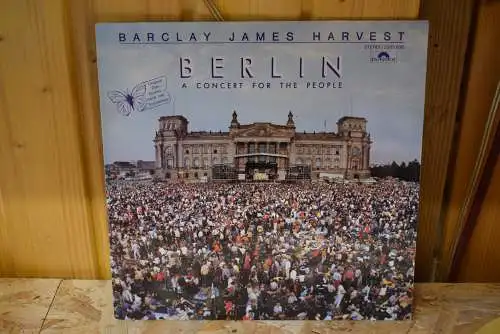 BARCLAY JAMES HARVEST
BERLIN
A CONCERT FOR THE PEOPLE